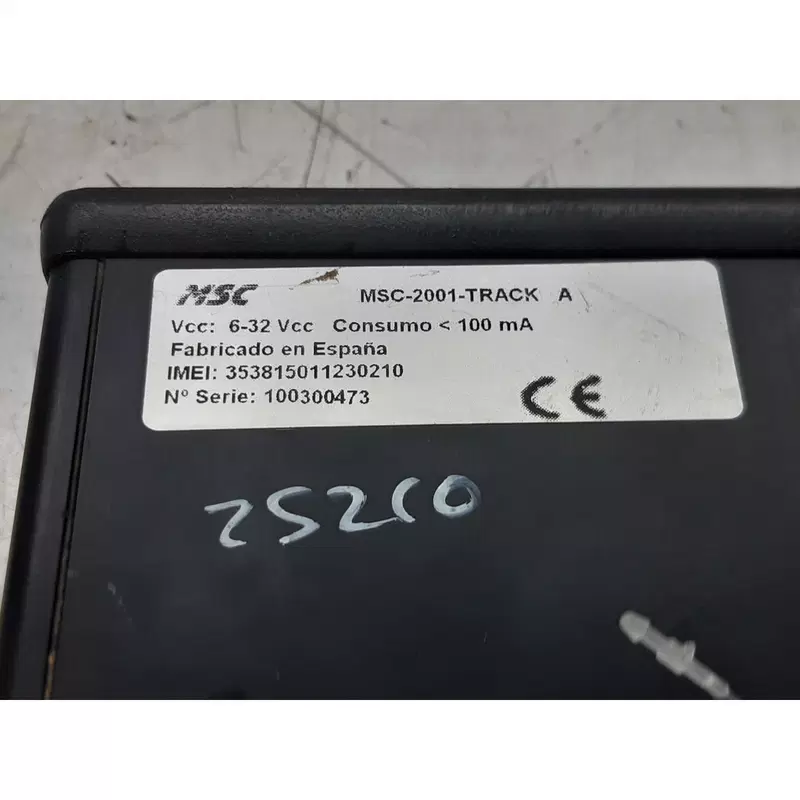 MSC MSC-2001-TRACK A
Vcc: 6-32 Vcc Consumo < 100 mA
Fabricado en España
IMEI: 353815011230210
Nº Serie: 100300473
CE
25210